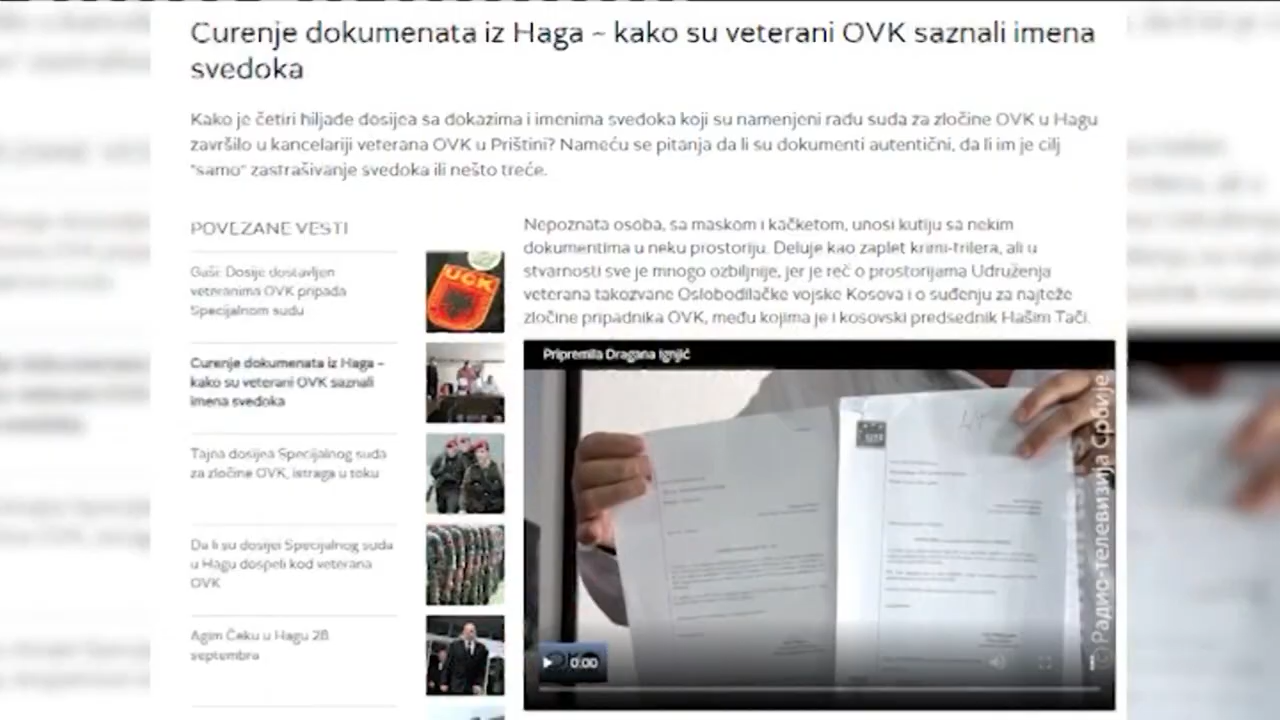 Curenje dokumenata iz Haga – kako su veterani OVK saznali imena
svedoka
Kako je četiri hiljade dosijea sa dokazima i imenima svedoka koji su namenjeni radu suda za zločine OVK u Hagu
završilo u kancelariji veterana OVK u Prištini? Nameću se pitanja da li su dokumenti autentični, da li im je cilj
"samo" zastrašivanje svedoka ili nešto treće.
POVEZANE VESTI
Gaši: Dosije dostavljen
veteranima OVK pripada
Specijalnom sudu
Curenje dokumenata iz Haga –
kako su veterani OVK saznali
imena svedoka
Tajna dosijea Specijalnog suda
za zločine OVK, istraga u toku
Da li su dosijei Specijalnog suda
u Hagu dospeli kod veterana
OVK
Agim Čeku u Hagu 28.
septembra
Nepoznata osoba, sa maskom i kačketom, unosi kutiju sa nekim
dokumentima u neku prostoriju. Deluje kao zaplet krimi-trilera, ali u
stvarnosti sve je mnogo ozbiljnije, jer je reč o prostorijama Udruženja
veterana takozvane Oslobodilačke vojske Kosova i o suđenju za najteže
zločine pripadnika OVK, među kojima je i kosovski predsednik Hašim Tači.
Pripremila Dragana Ignjić
UÇK
0:00
© Радио-телевизија Србије